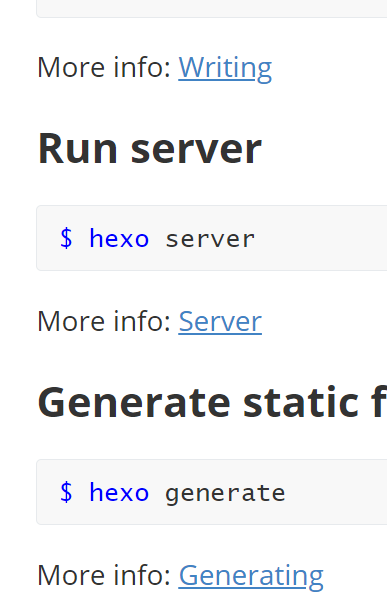 More info: Writing
Run server
$ hexo server
More info: Server
Generate static f
$ hexo generate
More info: Generating